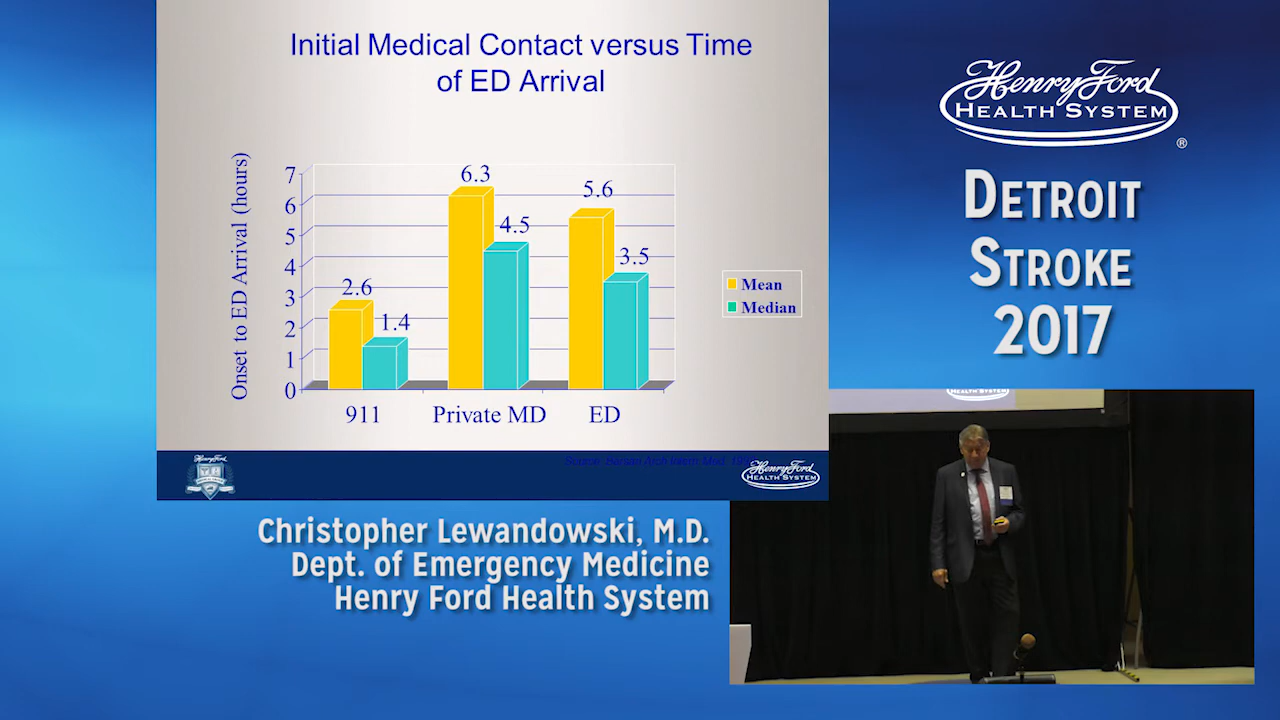 Initial Medical Contact versus Time
of ED Arrival
Onset to ED Arrival (hours)
7
6
5
4
3
2
1
0
2.6
1.4
6.3
4.5
5.6
3.5
911
Private MD
ED
Mean
Median
Henry Ford
HEALTH SYSTEM
Henry Ford
HEALTH SYSTEM
®
DETROIT
STROKE
2017
HEALTH SYSTEM
Christopher Lewandowski, M.D.
Dept. of Emergency Medicine
Henry Ford Health System